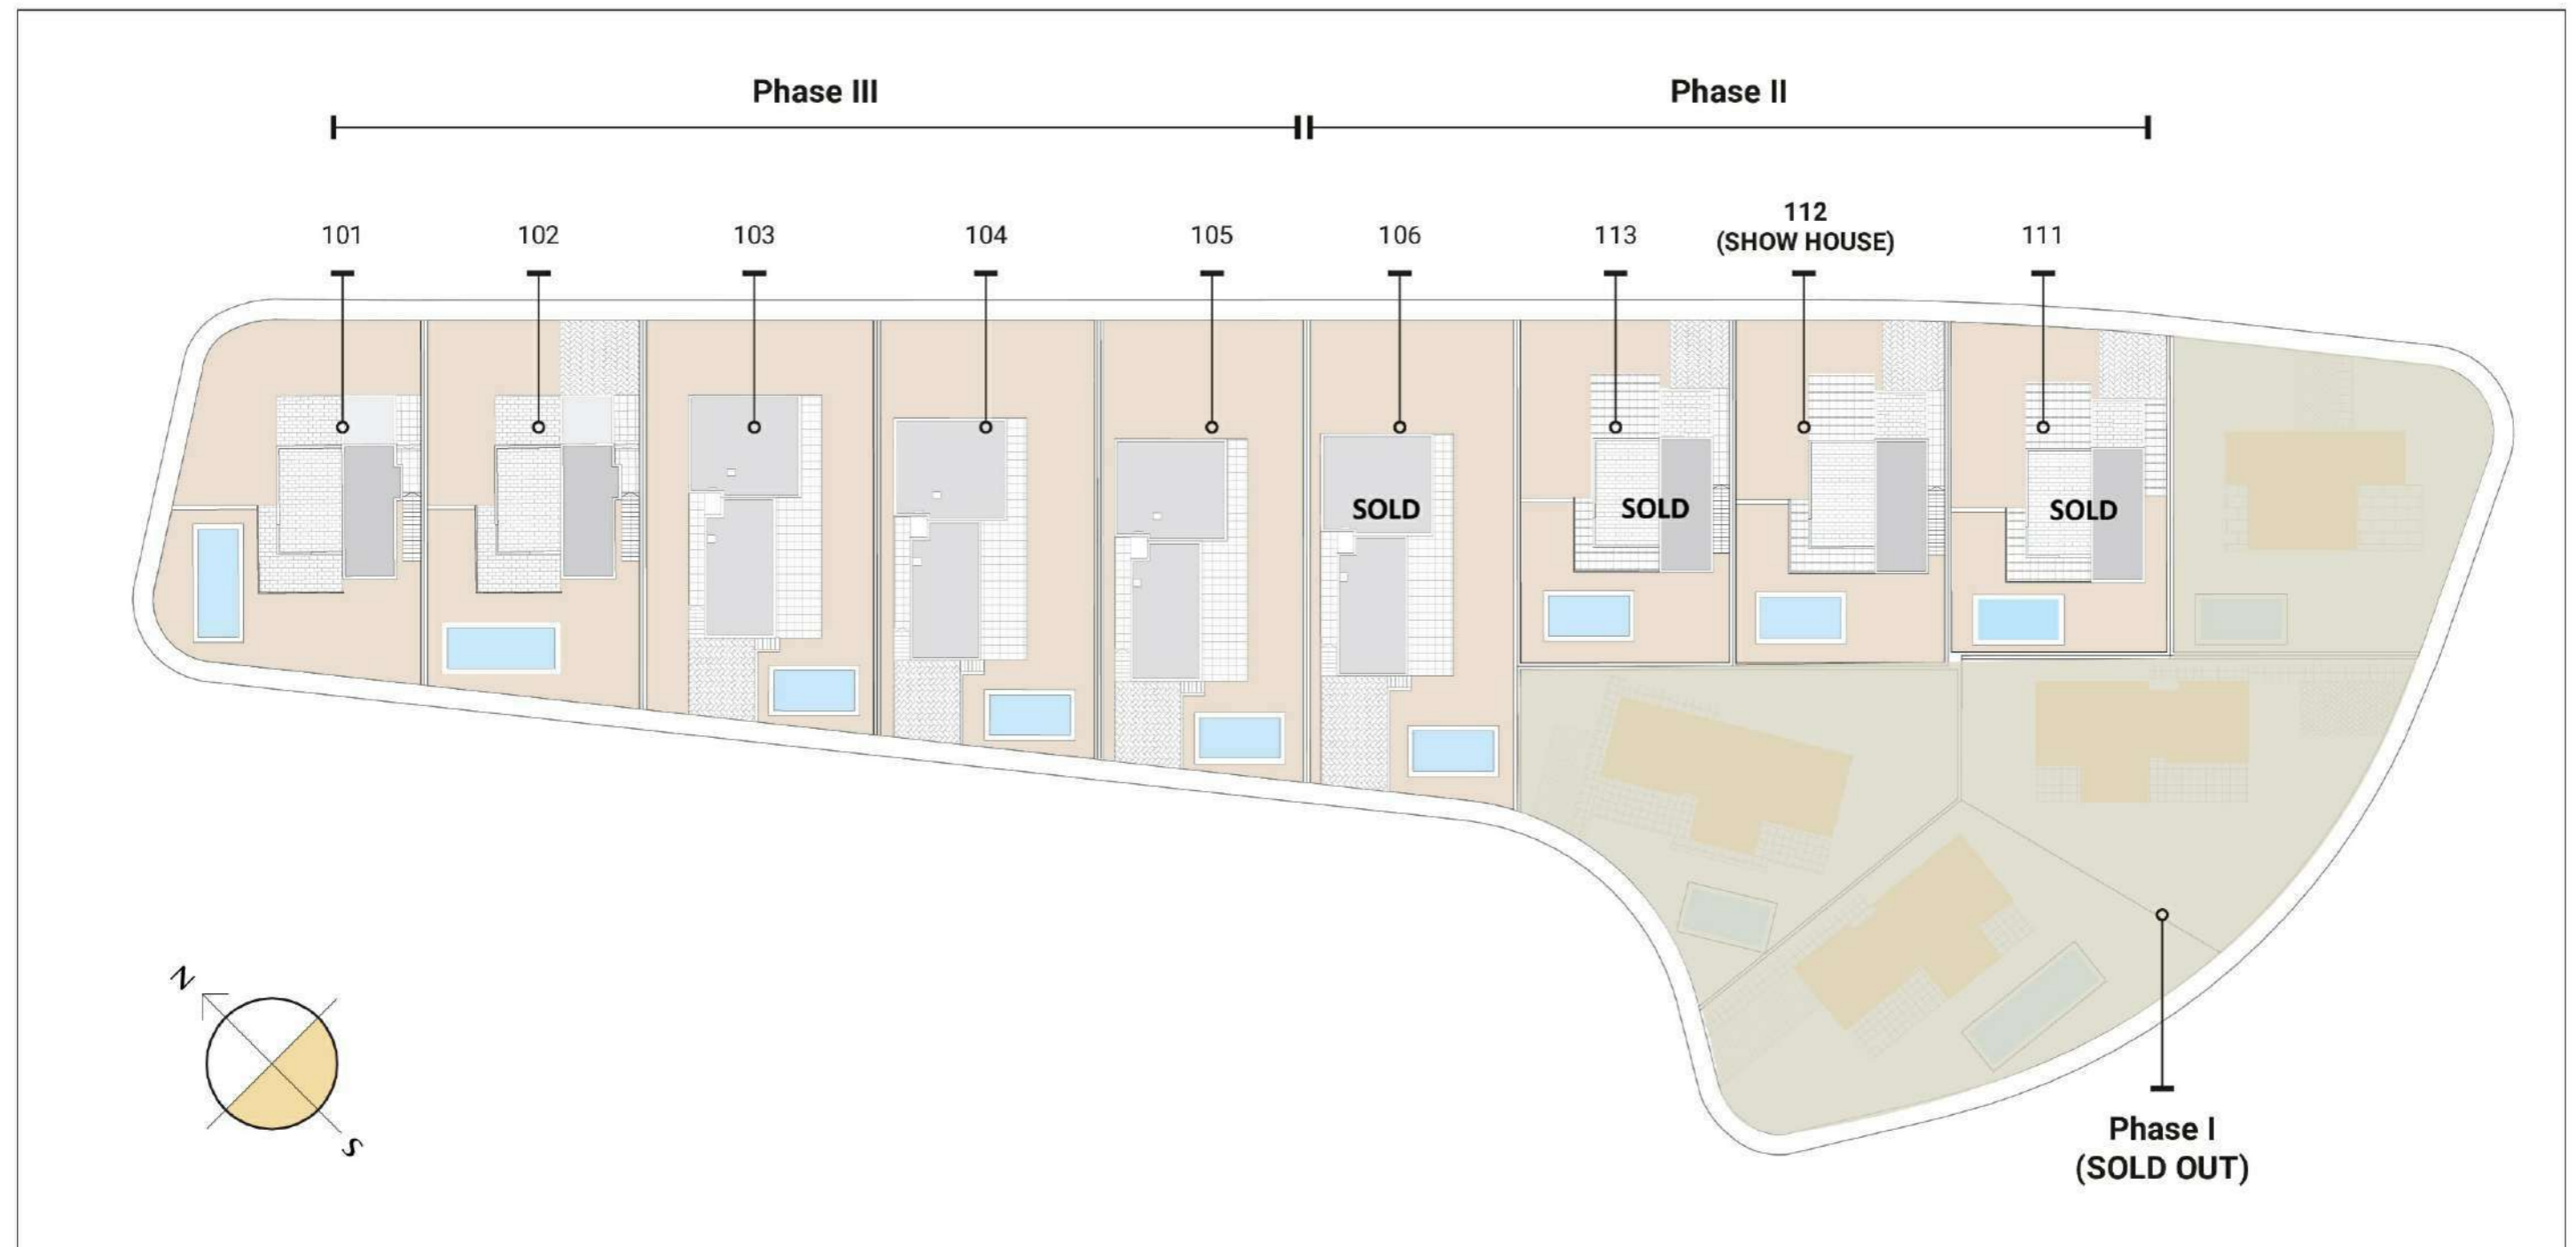 Phase III
Phase II
101
102
103
104
105
106
113
112
(SHOW HOUSE)
111
SOLD
SOLD
SOLD
N
S
Phase I
(SOLD OUT)